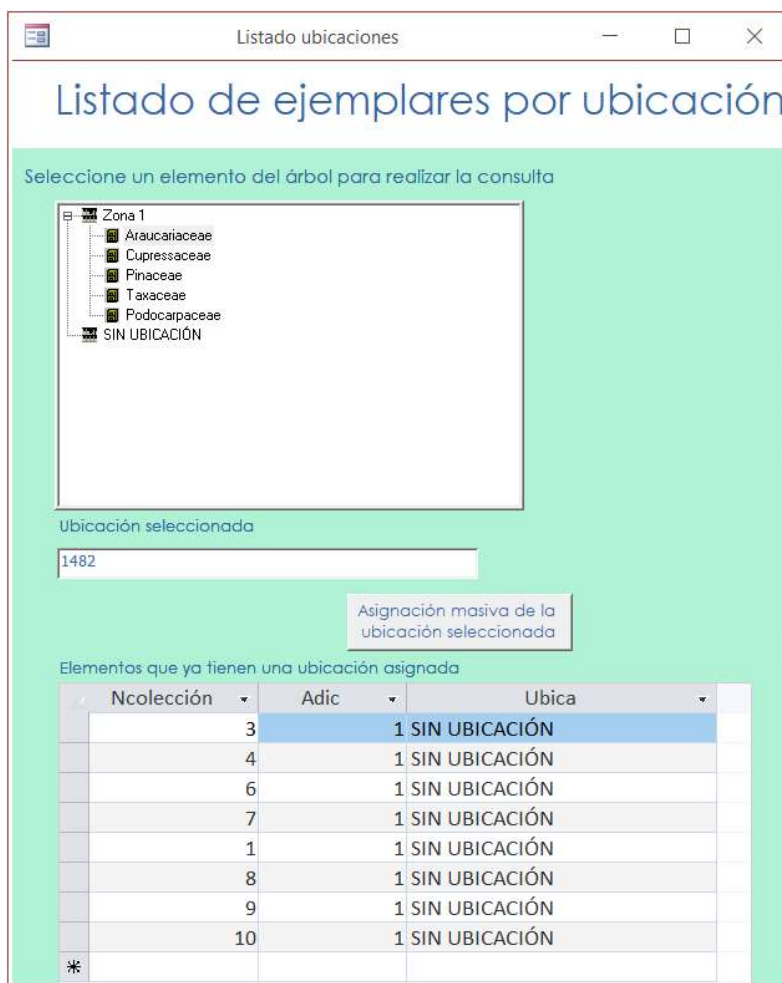 Listado ubicaciones
Listado de ejemplares por ubicación
Seleccione un elemento del árbol para realizar la consulta
Zona 1
Araucariaceae
Cupressaceae
Pinaceae
Taxaceae
Podocarpaceae
SIN UBICACIÓN
Ubicación seleccionada
1482
Asignación masiva de la
ubicación seleccionada
Elementos que ya tienen una ubicación asignada
Ncolección Adic Ubica
3 1 SIN UBICACIÓN
4 1 SIN UBICACIÓN
6 1 SIN UBICACIÓN
7 1 SIN UBICACIÓN
1 1 SIN UBICACIÓN
8 1 SIN UBICACIÓN
9 1 SIN UBICACIÓN
10 1 SIN UBICACIÓN